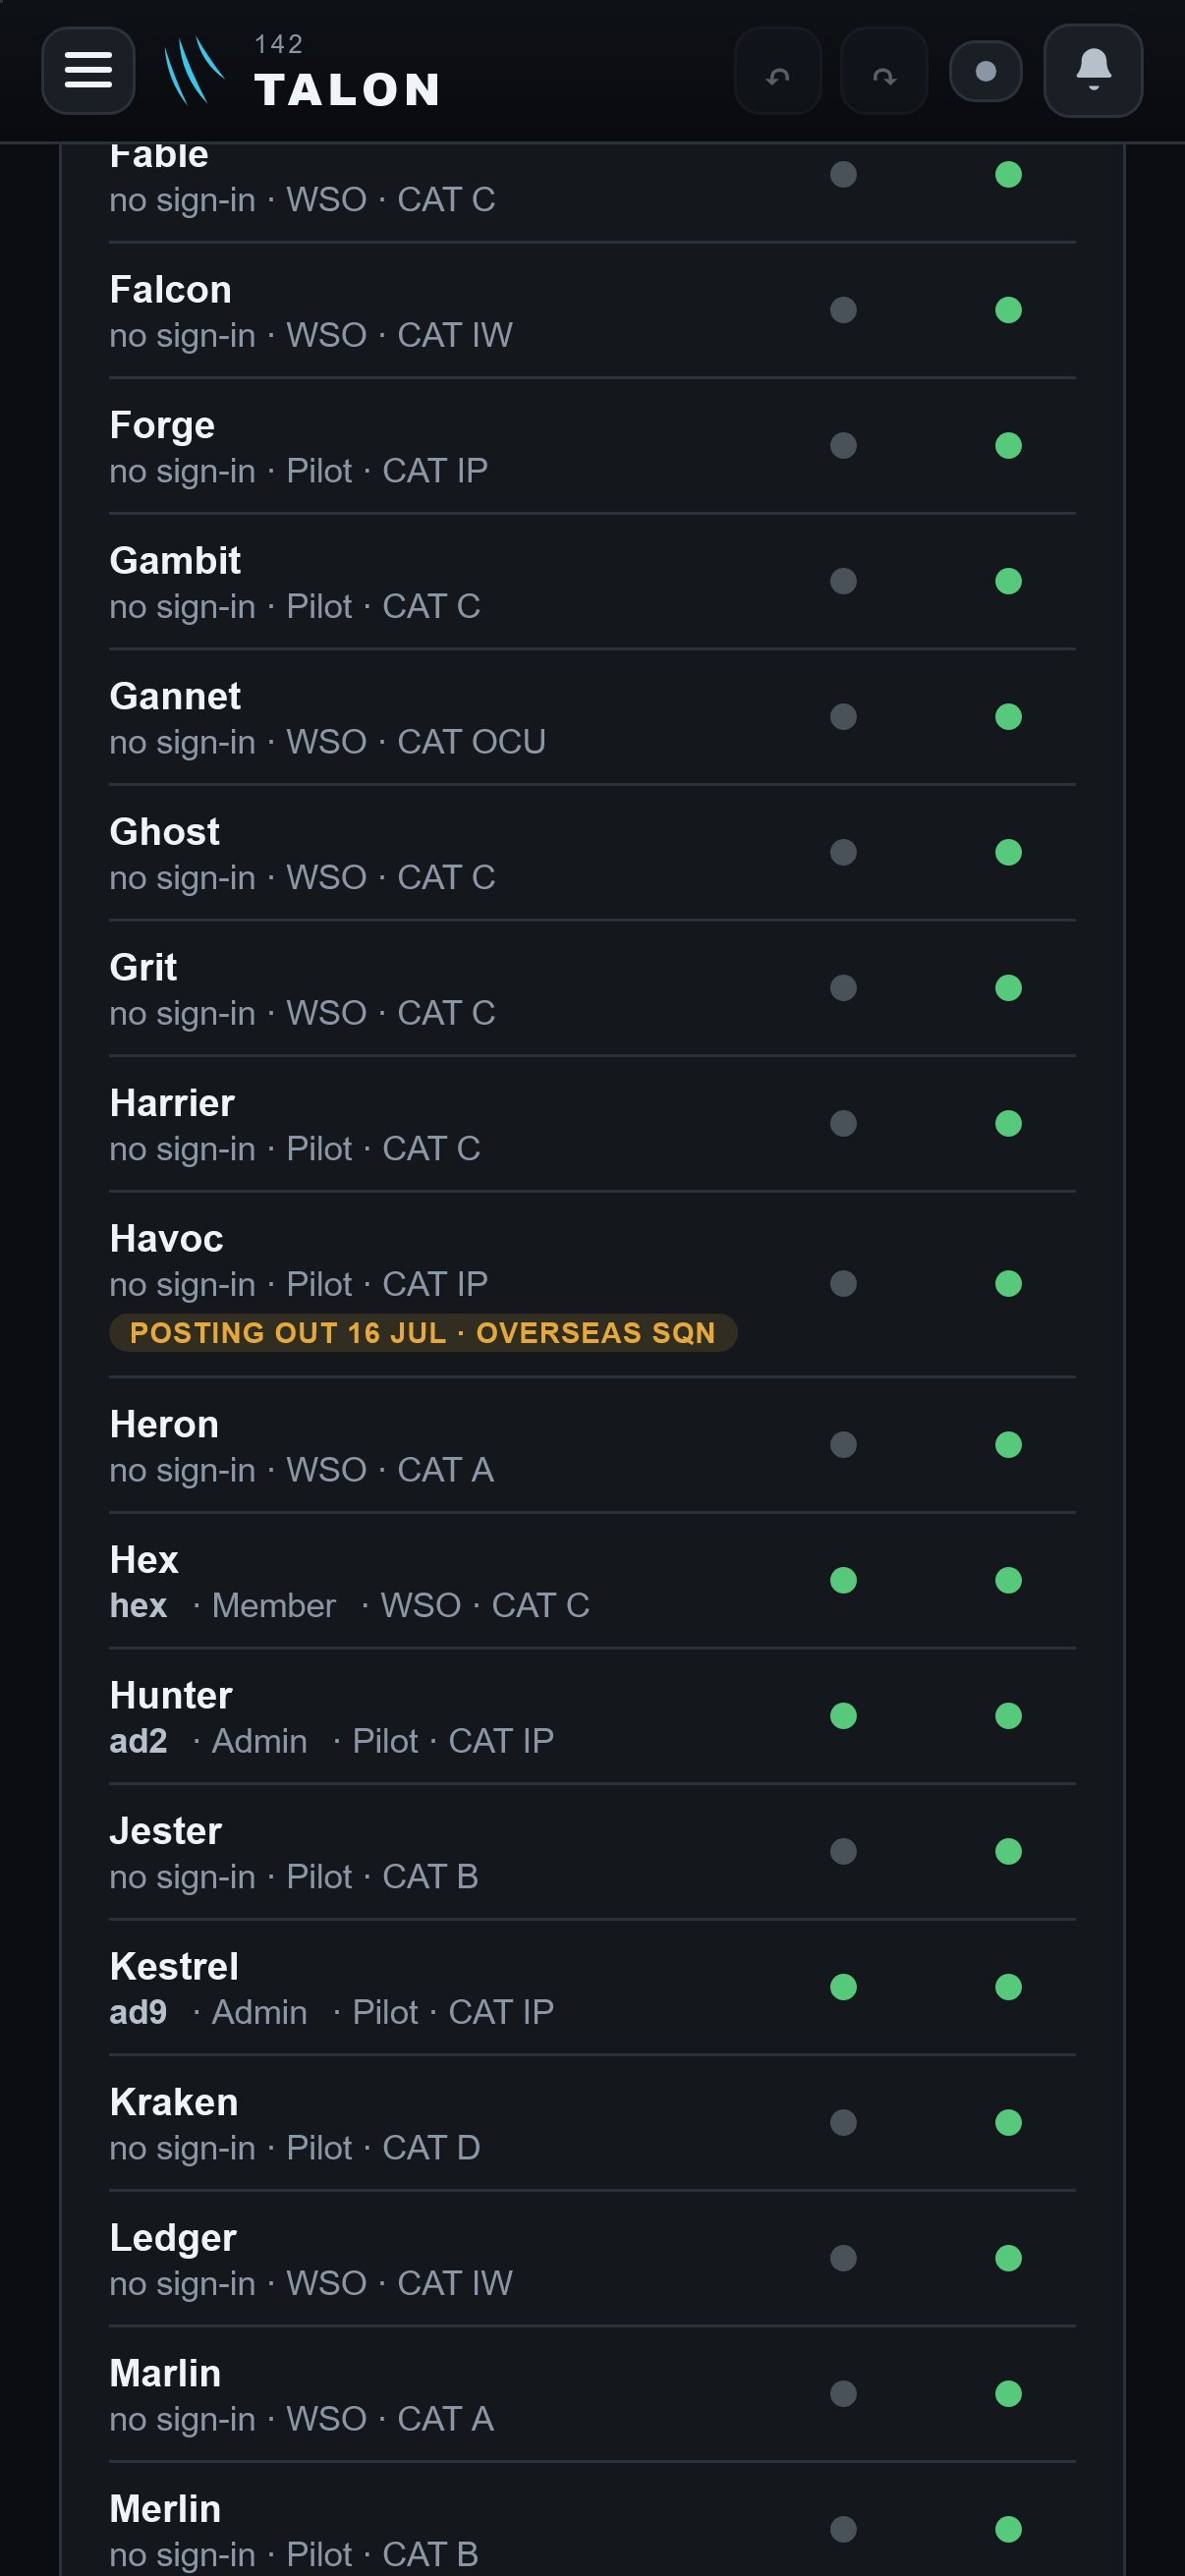 142
TALON
Fable
no sign-in · WSO · CAT C
Falcon
no sign-in · WSO · CAT IW
Forge
no sign-in · Pilot · CAT IP
Gambit
no sign-in · Pilot · CAT C
Gannet
no sign-in · WSO · CAT OCU
Ghost
no sign-in · WSO · CAT C
Grit
no sign-in · WSO · CAT C
Harrier
no sign-in · Pilot · CAT C
Havoc
no sign-in · Pilot · CAT IP
POSTING OUT 16 JUL · OVERSEAS SQN
Heron
no sign-in · WSO · CAT A
Hex
hex · Member · WSO · CAT C
Hunter
ad2 · Admin · Pilot · CAT IP
Jester
no sign-in · Pilot · CAT B
Kestrel
ad9 · Admin · Pilot · CAT IP
Kraken
no sign-in · Pilot · CAT D
Ledger
no sign-in · WSO · CAT IW
Marlin
no sign-in · WSO · CAT A
Merlin
no sign-in · Pilot · CAT B